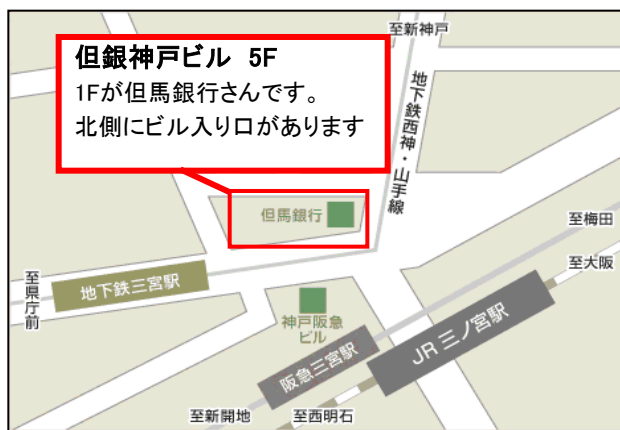 至新神戸
但銀神戸ビル 5F
1Fが但馬銀行さんです。
北側にビル入り口があります
地下鉄西神・山手線
但馬銀行
至梅田
至大阪
至県庁前
地下鉄三宮駅
神戸阪急
ビル
JR三ノ宮駅
阪急三宮駅
至新開地
至西明石